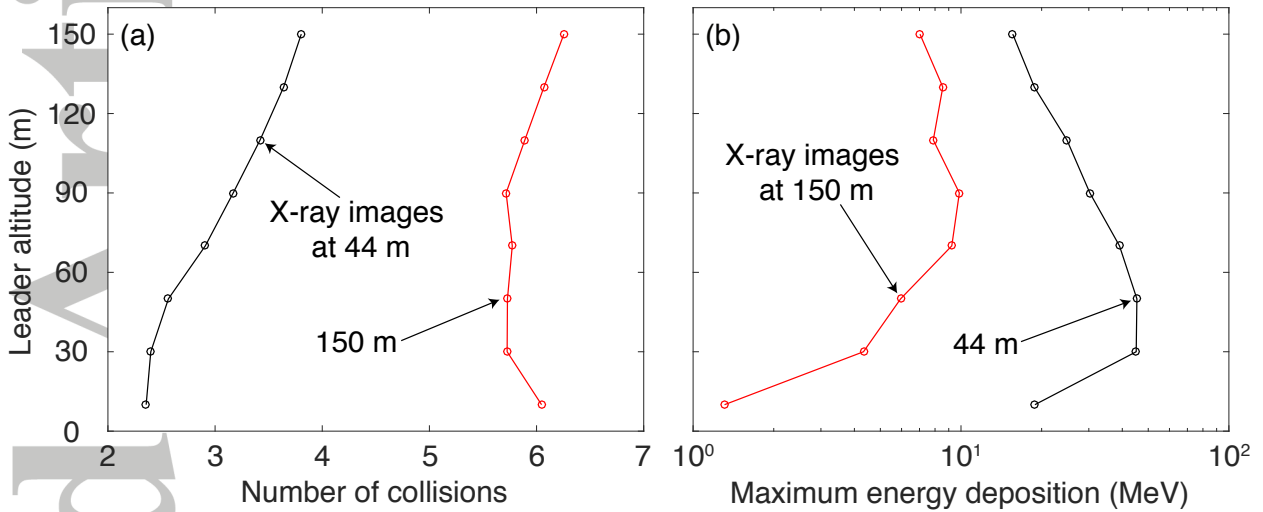 (a)
150
120
90
60
30
0
Leader altitude (m)
X-ray images
at 44 m
150 m
2 3 4 5 6 7
Number of collisions
(b)
X-ray images
at 150 m
44 m
10⁰ 10¹ 10²
Maximum energy deposition (MeV)